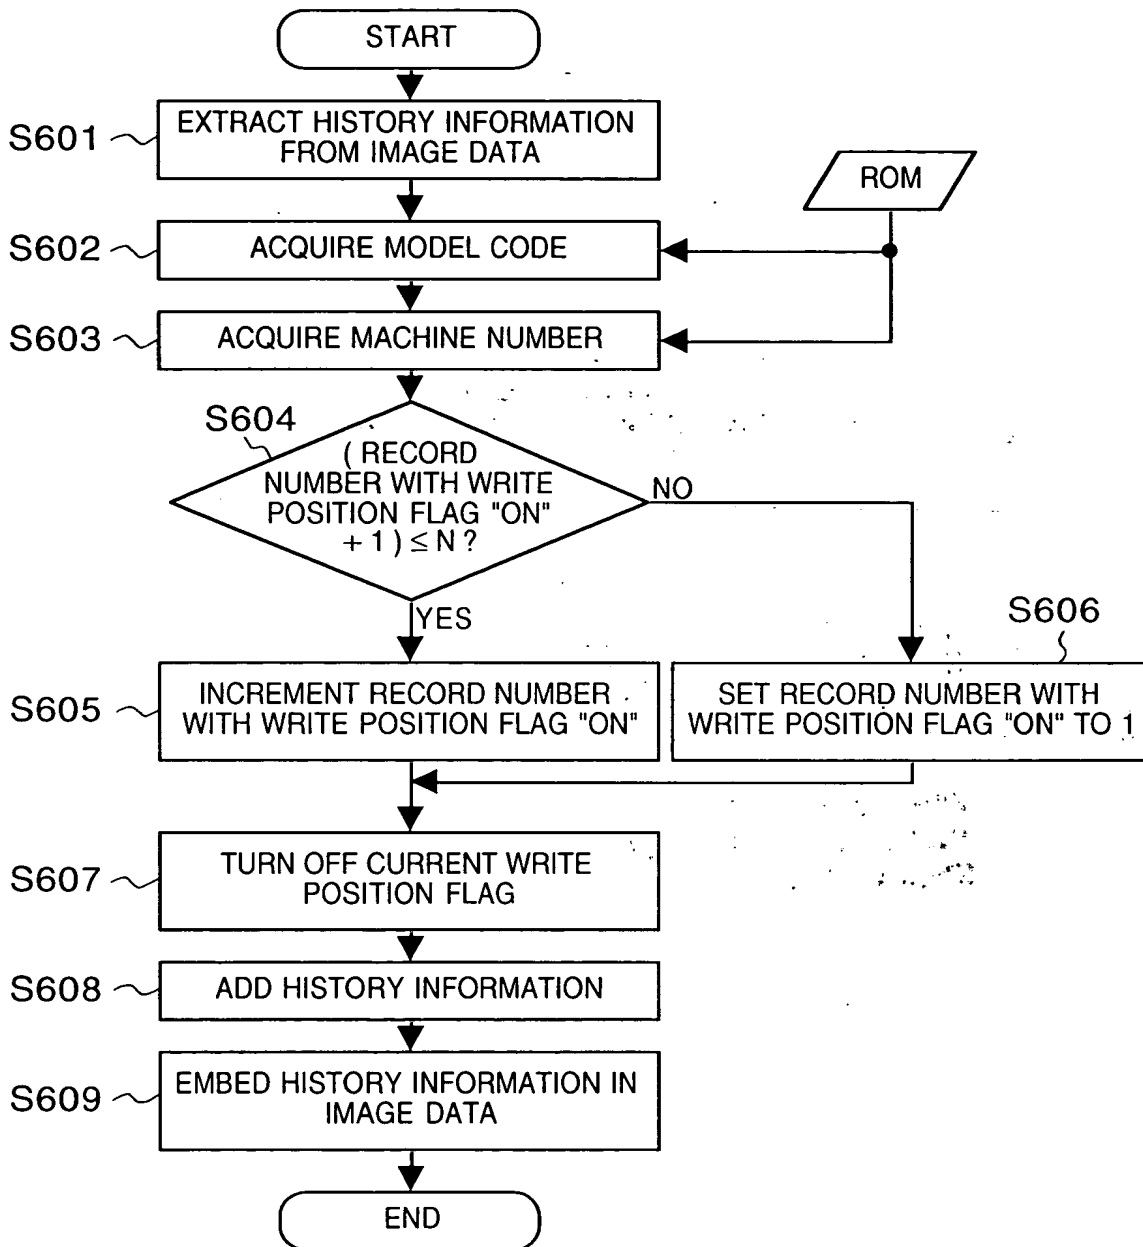 START
S601
EXTRACT HISTORY INFORMATION
FROM IMAGE DATA
ROM
S602
ACQUIRE MODEL CODE
S603
ACQUIRE MACHINE NUMBER
S604
( RECORD
NUMBER WITH WRITE
POSITION FLAG "ON"
+ 1 ) ≤ N ?
NO
YES
S605
INCREMENT RECORD NUMBER
WITH WRITE POSITION FLAG "ON"
S606
SET RECORD NUMBER WITH
WRITE POSITION FLAG "ON" TO 1
S607
TURN OFF CURRENT WRITE
POSITION FLAG
S608
ADD HISTORY INFORMATION
S609
EMBED HISTORY INFORMATION IN
IMAGE DATA
END